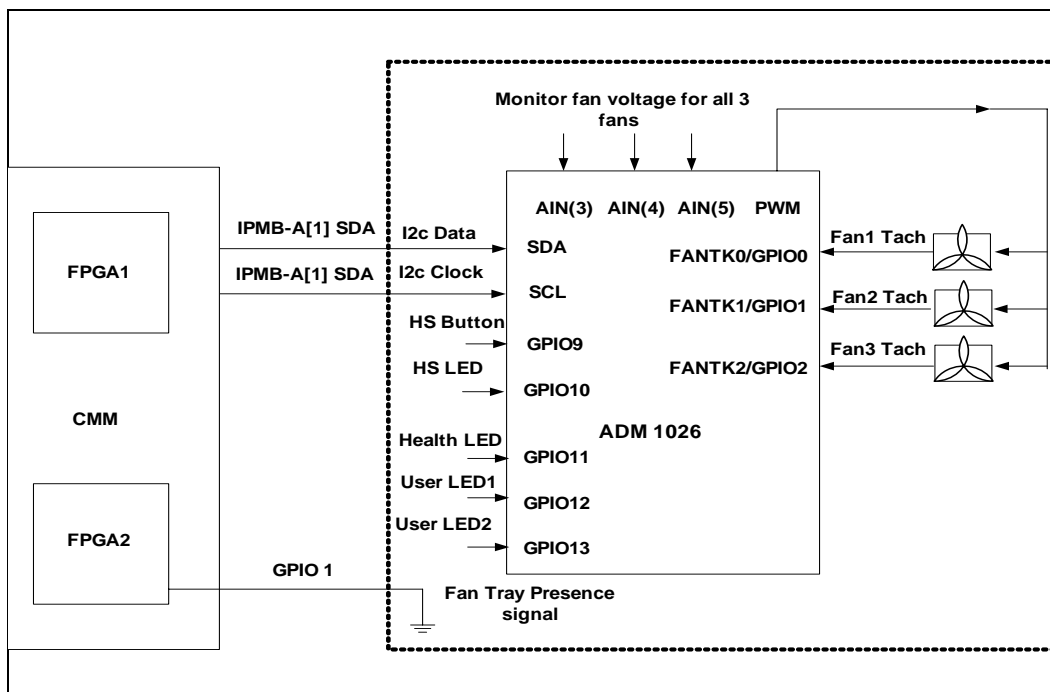 Monitor fan voltage for all 3
fans
AIN(3) AIN(4) AIN(5) PWM
FPGA1
IPMB-A[1] SDA
I2c Data
SDA
IPMB-A[1] SDA
I2c Clock
SCL
HS Button
GPIO9
HS LED
GPIO10
CMM
ADM 1026
Health LED
GPIO11
User LED1
GPIO12
User LED2
GPIO13
FANTK0/GPIO0
Fan1 Tach
FANTK1/GPIO1
Fan2 Tach
FANTK2/GPIO2
Fan3 Tach
FPGA2
GPIO 1
Fan Tray Presence
signal